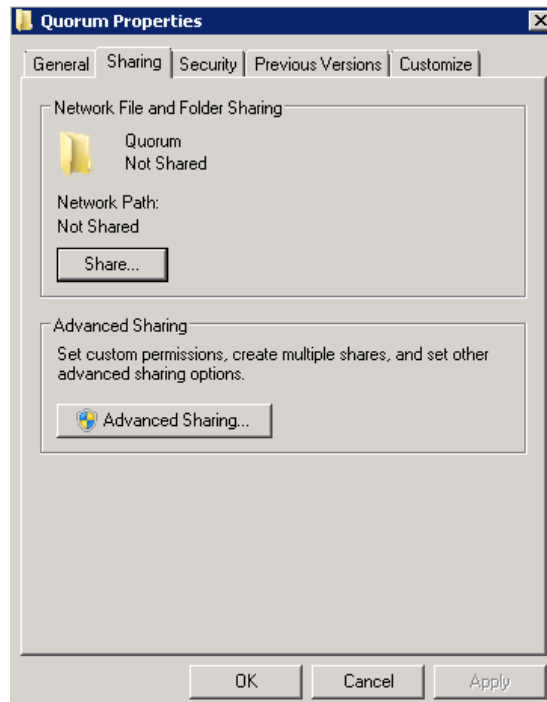 Quorum Properties
General Sharing Security Previous Versions Customize
Network File and Folder Sharing
Quorum
Not Shared
Network Path:
Not Shared
Share...
Advanced Sharing
Set custom permissions, create multiple shares, and set other
advanced sharing options.
Advanced Sharing...
OK Cancel Apply